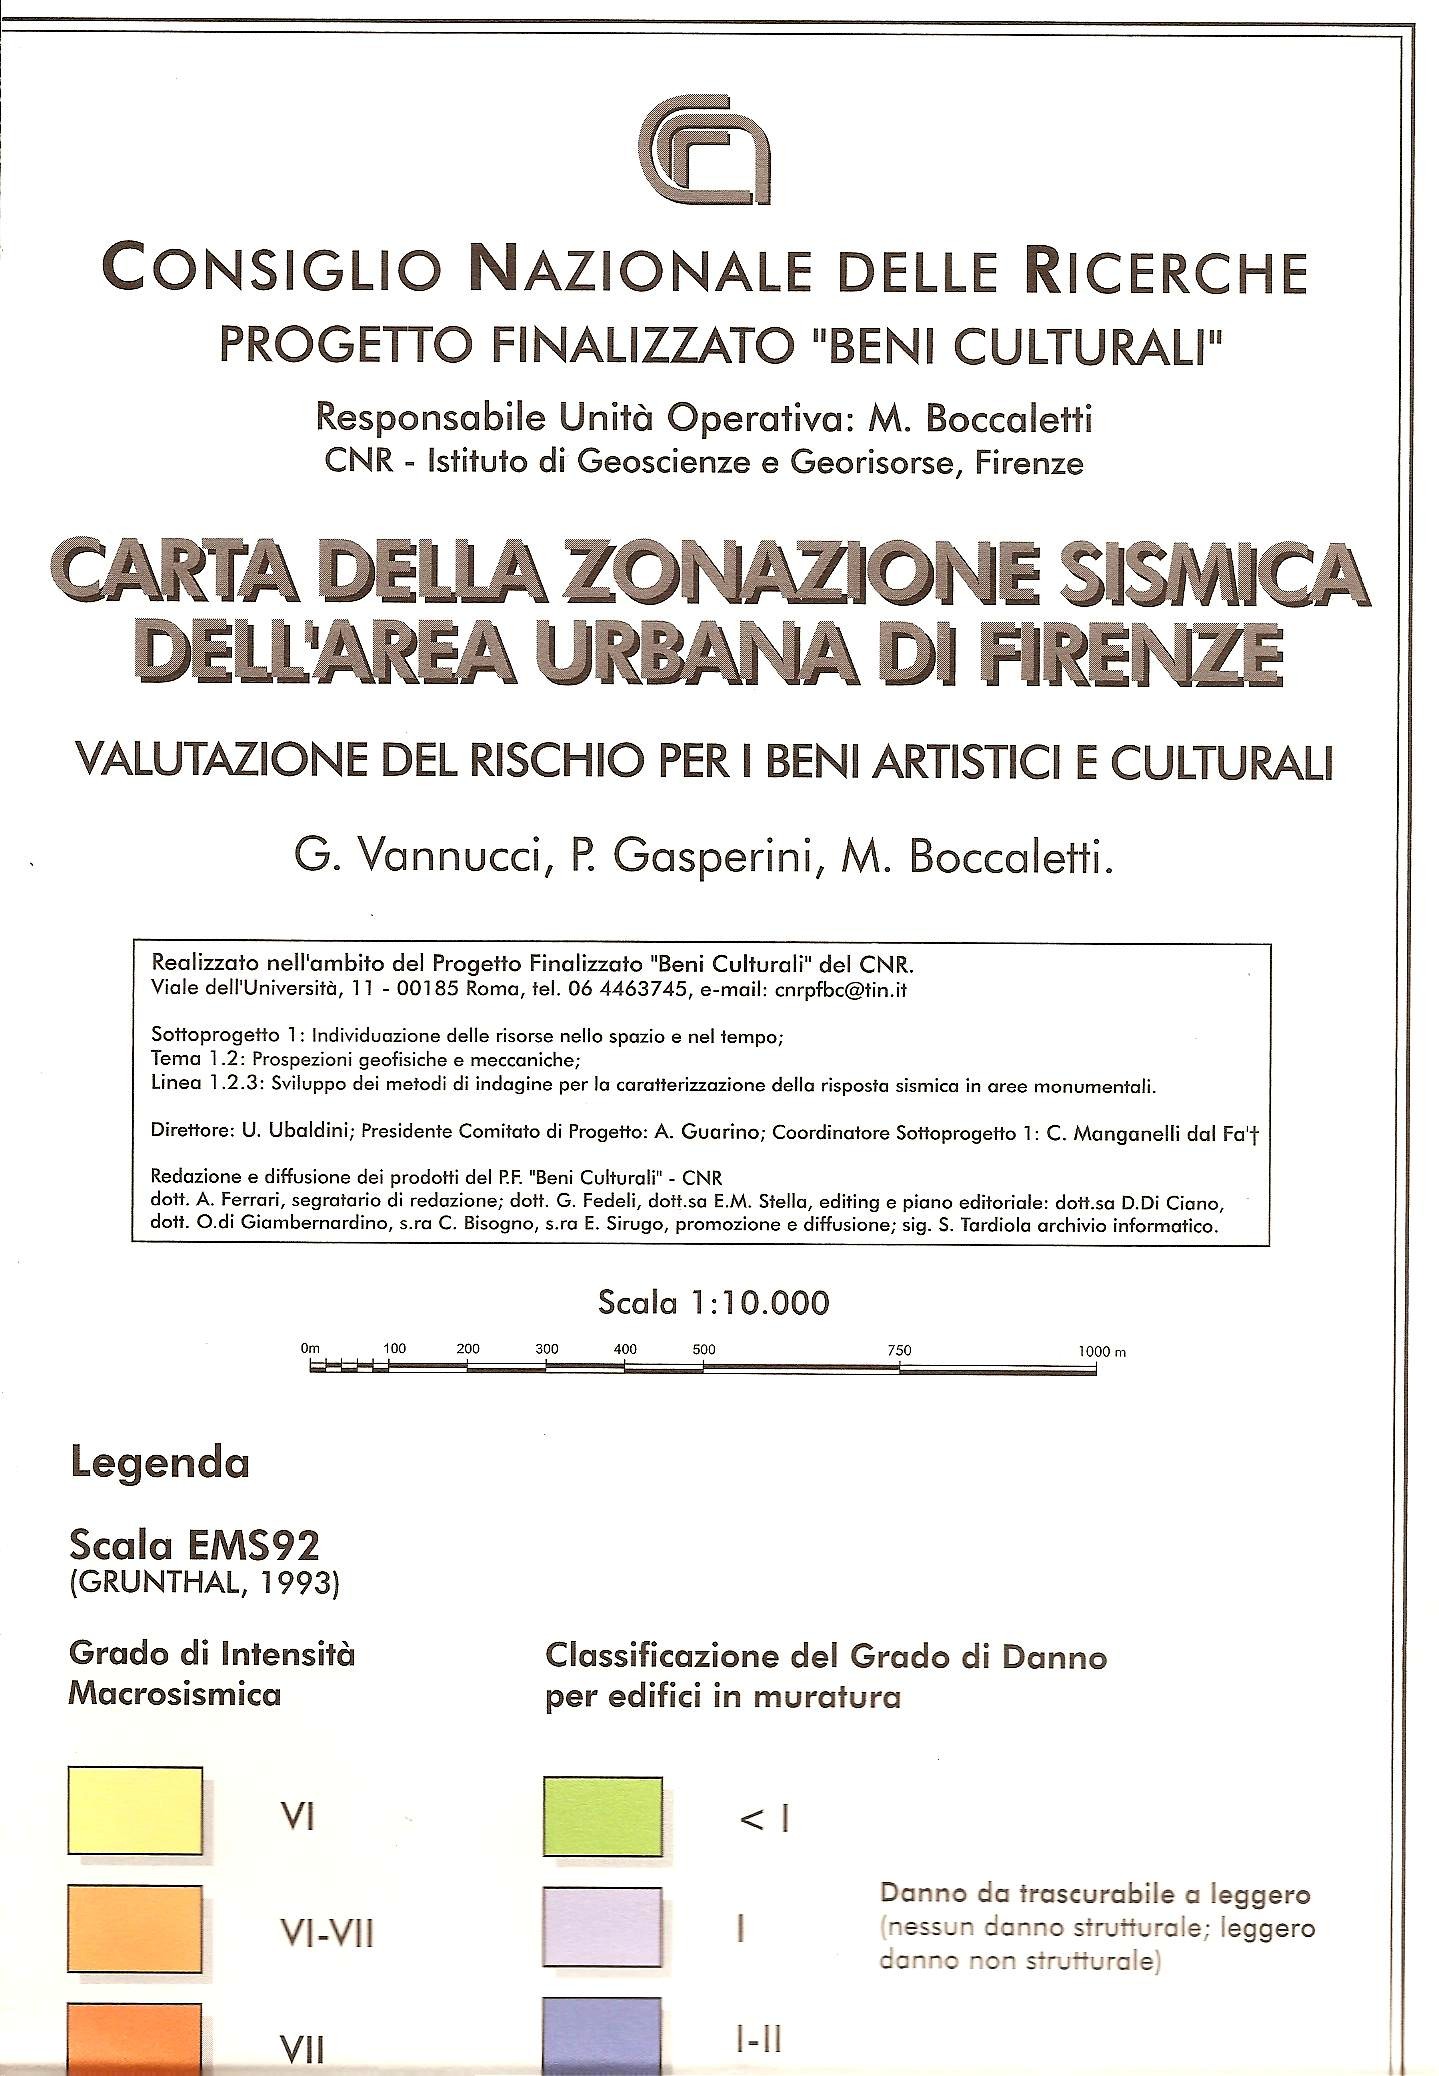 CONSIGLIO NAZIONALE DELLE RICERCHE
PROGETTO FINALIZZATO "BENI CULTURALI"
Responsabile Unità Operativa: M. Boccaletti
CNR - Istituto di Geoscienze e Georisorse, Firenze
CARTA DELLA ZONAZIONE SISMICA
DELL'AREA URBANA DI FIRENZE
VALUTAZIONE DEL RISCHIO PER I BENI ARTISTICI E CULTURALI
G. Vannucci, P. Gasperini, M. Boccaletti.
Realizzato nell'ambito del Progetto Finalizzato "Beni Culturali" del CNR.
Viale dell'Università, 11 - 00185 Roma, tel. 06 4463745, e-mail: cnrpfbc@tin.it
Sottoprogetto 1: Individuazione delle risorse nello spazio e nel tempo;
Tema 1.2: Prospezioni geofisiche e meccaniche;
Linea 1.2.3: Sviluppo dei metodi di indagine per la caratterizzazione della risposta sismica in aree monumentali.
Direttore: U. Ubaldini; Presidente Comitato di Progetto: A. Guarino; Coordinatore Sottoprogetto 1: C. Manganelli dal Fa'†
Redazione e diffusione dei prodotti del P.F. "Beni Culturali" - CNR
dott. A. Ferrari, segratario di redazione; dott. G. Fedeli, dott.sa E.M. Stella, editing e piano editoriale: dott.sa D.Di Ciano,
dott. O.di Giambernardino, s.ra C. Bisogno, s.ra E. Sirugo, promozione e diffusione; sig. S. Tardiola archivio informatico.
Scala 1:10.000
0m 100 200 300 400 500 750 1000 m
Legenda
Scala EMS92
(GRUNTHAL, 1993)
Grado di Intensità
Macrosismica
Classificazione del Grado di Danno
per edifici in muratura
VI
< I
VI-VII
I
Danno da trascurabile a leggero
(nessun danno strutturale; leggero
danno non strutturale)
VII
I-II